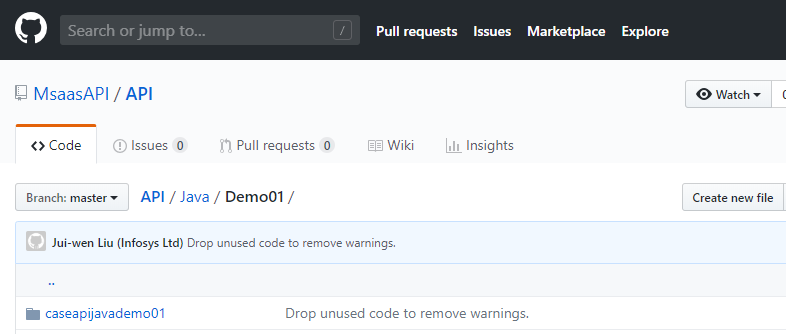 Search or jump to... / Pull requests Issues Marketplace Explore
MsaasAPI / API Watch
Code Issues 0 Pull requests 0 Wiki Insights
Branch: master API / Java / Demo01 / Create new file
Jui-wen Liu (Infosys Ltd) Drop unused code to remove warnings.
..
caseapijavademo01 Drop unused code to remove warnings.